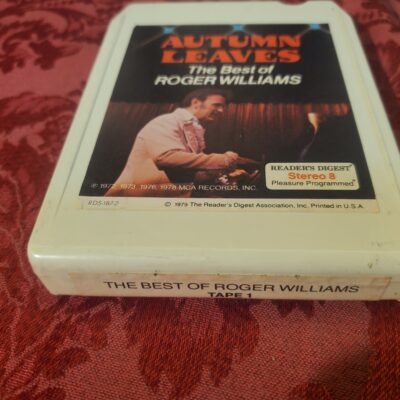 AUTUMN
LEAVES
The Best of
ROGER WILLIAMS
READER'S DIGEST
Stereo 8
Pleasure Programmed
℗ 1972, 1973, 1976, 1978 MCA RECORDS, INC.
© 1979 The Reader's Digest Association, Inc. Printed in U.S.A.
THE BEST OF ROGER WILLIAMS
TAPE 1